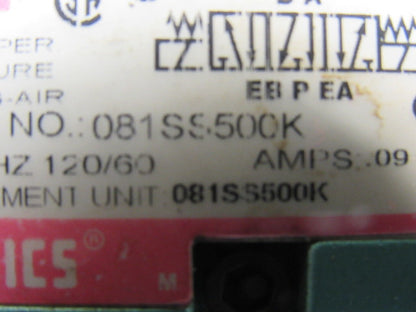 B A
PER.
URE
-AIR
EB P EA
NO.: 081SS500K
HZ 120/60 AMPS: .09
MENT UNIT: 081SS500K
ICS®
M